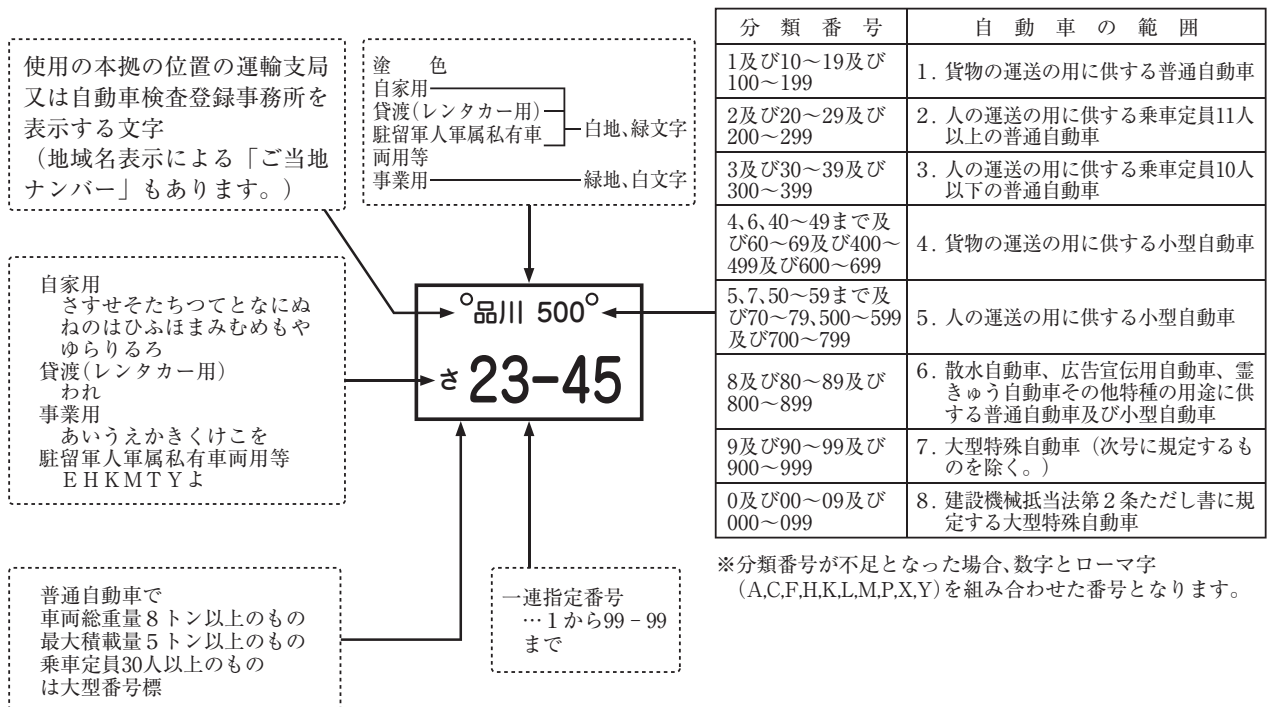 使用の本拠の位置の運輸支局
又は自動車検査登録事務所を
表示する文字
(地域名表示による「ご当地
ナンバー」もあります。)
塗 色
自家用
貸渡(レンタカー用)
駐留軍人軍属私有車
両用等
白地、緑文字
事業用
緑地、白文字
自家用
さすせそたちつてとなにぬ
ねのはひふほまみむめもや
ゆらりるろ
貸渡(レンタカー用)
われ
事業用
あいうえかきくけこを
駐留軍人軍属私有車両用等
EHKMTYよ
品川 500
さ 23-45
普通自動車で
車両総重量8トン以上のもの
最大積載量5トン以上のもの
乗車定員30人以上のもの
は大型番号標
一連指定番号
…1から99-99
まで
分類番号 自動車の範囲
1及び10~19及び
100~199
1. 貨物の運送の用に供する普通自動車
2及び20~29及び
200~299
2. 人の運送の用に供する乗車定員11人
以上の普通自動車
3及び30~39及び
300~399
3. 人の運送の用に供する乗車定員10人
以下の普通自動車
4、6、40~49まで及
び60~69及び400~
499及び600~699
4. 貨物の運送の用に供する小型自動車
5、7、50~59まで及
び70~79、500~599
及び700~799
5. 人の運送の用に供する小型自動車
8及び80~89及び
800~899
6. 散水自動車、広告宣伝用自動車、霊
きゅう自動車その他特種の用途に供
する普通自動車及び小型自動車
9及び90~99及び
900~999
7. 大型特殊自動車(次号に規定するも
のを除く。)
0及び00~09及び
000~099
8. 建設機械抵当法第2条ただし書に規
定する大型特殊自動車
※分類番号が不足となった場合、数字とローマ字
(A,C,F,H,K,L,M,P,X,Y)を組み合わせた番号となります。